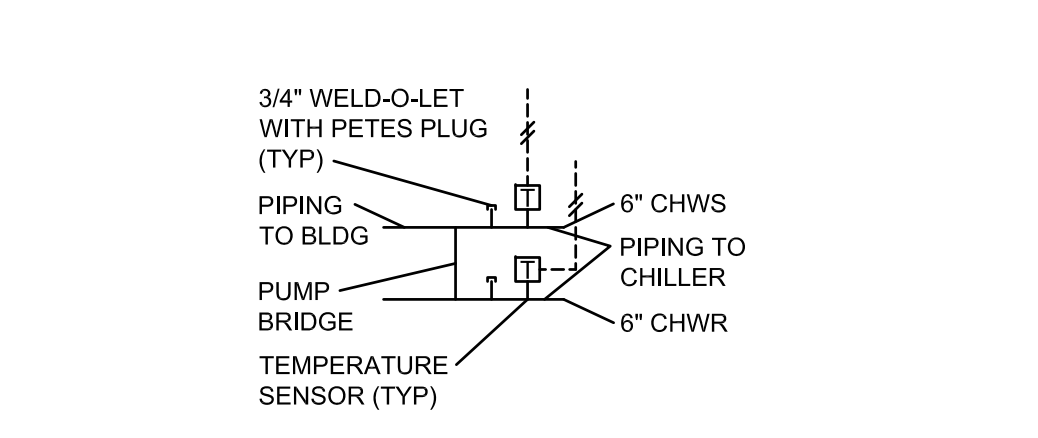 3/4" WELD-O-LET
WITH PETES PLUG
(TYP)
T
PIPING
TO BLDG
6" CHWS
PIPING TO
CHILLER
T
PUMP
BRIDGE
6" CHWR
TEMPERATURE
SENSOR (TYP)